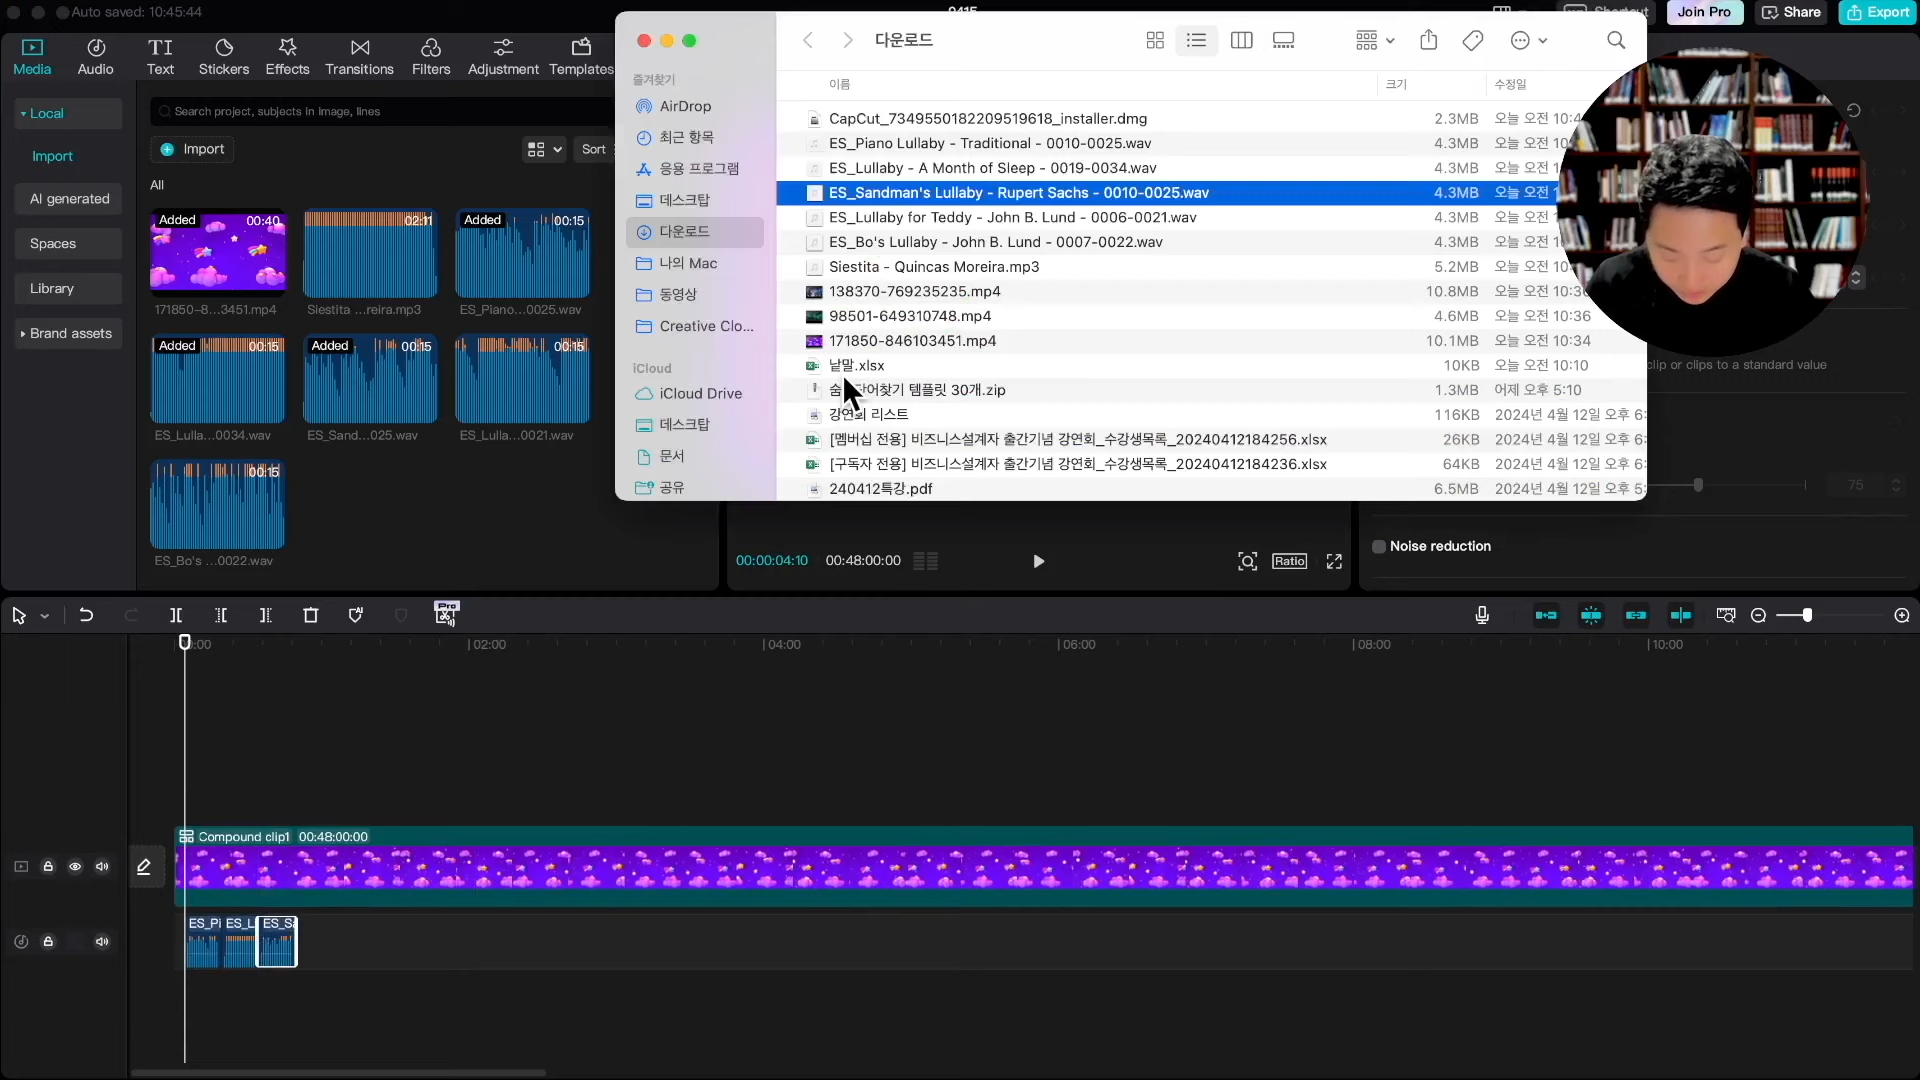 Auto saved: 10:45:44
Join Pro
Share
Export
Media
Audio
Text
Stickers
Effects
Transitions
Filters
Adjustment
Templates
Local
Import
AI generated
Spaces
Library
Brand assets
Search project, subjects in image, lines
Import
Sort
All
Added 00:40
171850-8...3451.mp4
02:11
Siestita ...reira.mp3
Added 00:15
ES_Piano...0025.wav
Added 00:15
ES_Lulla...0034.wav
Added 00:15
ES_Sand...025.wav
00:15
ES_Lulla...0021.wav
00:15
ES_Bo's ...0022.wav
즐겨찾기
AirDrop
최근 항목
응용 프로그램
데스크탑
다운로드
나의 Mac
동영상
Creative Clo...
iCloud
iCloud Drive
데스크탑
문서
공유
다운로드
이름 크기 수정일
CapCut_7349550182209519618_installer.dmg 2.3MB 오늘 오전 10:4
ES_Piano Lullaby - Traditional - 0010-0025.wav 4.3MB 오늘 오전 10
ES_Lullaby - A Month of Sleep - 0019-0034.wav 4.3MB 오늘 오전 1
ES_Sandman's Lullaby - Rupert Sachs - 0010-0025.wav 4.3MB 오늘 오전 1
ES_Lullaby for Teddy - John B. Lund - 0006-0021.wav 4.3MB 오늘 오전 1
ES_Bo's Lullaby - John B. Lund - 0007-0022.wav 4.3MB 오늘 오전 1
Siestita - Quincas Moreira.mp3 5.2MB 오늘 오전 10:
138370-769235235.mp4 10.8MB 오늘 오전 10:3
98501-649310748.mp4 4.6MB 오늘 오전 10:36
171850-846103451.mp4 10.1MB 오늘 오전 10:34
낱말.xlsx 10KB 오늘 오전 10:10
템플릿 30개.zip 1.3MB 어제 오후 5:10
강연회 리스트 116KB 2024년 4월 12일 오후 6:
[멤버십 전용] 비즈니스설계자 출간기념 강연회_수강생목록_20240412184256.xlsx 26KB 2024년 4월 12일 오후 6:
[구독자 전용] 비즈니스설계자 출간기념 강연회_수강생목록_20240412184236.xlsx 64KB 2024년 4월 12일 오후 6:
240412특강.pdf 6.5MB 2024년 4월 12일 오후 5:
clip or clips to a standard value
75
Noise reduction
00:00:04:10 00:48:00:00
Ratio
Pro
02:00 04:00 06:00 08:00 10:00
Compound clip1 00:48:00:00
ES_Pi ES_L ES_Sa